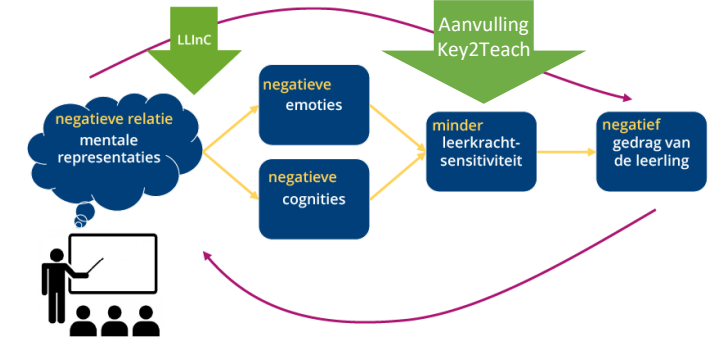 LLInC
Aanvulling
Key2Teach
negatieve relatie
mentale
representaties
negatieve
emoties
negatieve
cognities
minder
leerkracht-
sensitiviteit
negatief
gedrag van
de leerling